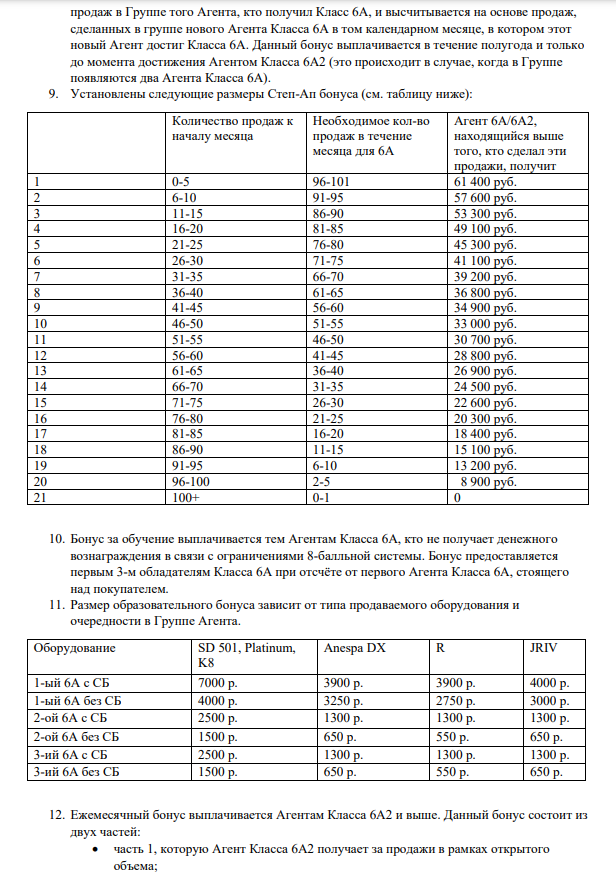 продаж в Группе того Агента, кто получил Класс 6А, и высчитывается на основе продаж,
сделанных в группе нового Агента Класса 6А в том календарном месяце, в котором этот
новый Агент достиг Класса 6А. Данный бонус выплачивается в течение полугода и только
до момента достижения Агентом Класса 6А2 (это происходит в случае, когда в Группе
появляются два Агента Класса 6А).
9. Установлены следующие размеры Степ-Ап бонуса (см. таблицу ниже):
Количество продаж к началу месяца | Необходимое кол-во продаж в течение месяца для 6А | Агент 6А/6А2, находящийся выше того, кто сделал эти продажи, получит
1 0-5 96-101 61 400 руб.
2 6-10 91-95 57 600 руб.
3 11-15 86-90 53 300 руб.
4 16-20 81-85 49 100 руб.
5 21-25 76-80 45 300 руб.
6 26-30 71-75 41 100 руб.
7 31-35 66-70 39 200 руб.
8 36-40 61-65 36 800 руб.
9 41-45 56-60 34 900 руб.
10 46-50 51-55 33 000 руб.
11 51-55 46-50 30 700 руб.
12 56-60 41-45 28 800 руб.
13 61-65 36-40 26 900 руб.
14 66-70 31-35 24 500 руб.
15 71-75 26-30 22 600 руб.
16 76-80 21-25 20 300 руб.
17 81-85 16-20 18 400 руб.
18 86-90 11-15 15 100 руб.
19 91-95 6-10 13 200 руб.
20 96-100 2-5 8 900 руб.
21 100+ 0-1 0
10. Бонус за обучение выплачивается тем Агентам Класса 6А, кто не получает денежного
вознаграждения в связи с ограничениями 8-балльной системы. Бонус предоставляется
первым 3-м обладателям Класса 6А при отсчёте от первого Агента Класса 6А, стоящего
над покупателем.
11. Размер образовательного бонуса зависит от типа продаваемого оборудования и
очередности в Группе Агента.
Оборудование | SD 501, Platinum, K8 | Anespa DX | R | JRIV
1-ый 6А с СБ 7000 р. 3900 р. 3900 р. 4000 р.
1-ый 6А без СБ 4000 р. 3250 р. 2750 р. 3000 р.
2-ой 6А с СБ 2500 р. 1300 р. 1300 р. 1300 р.
2-ой 6А без СБ 1500 р. 650 р. 550 р. 650 р.
3-ий 6А с СБ 2500 р. 1300 р. 1300 р. 1300 р.
3-ий 6А без СБ 1500 р. 650 р. 550 р. 650 р.
12. Ежемесячный бонус выплачивается Агентам Класса 6А2 и выше. Данный бонус состоит из
двух частей:
• часть 1, которую Агент Класса 6А2 получает за продажи в рамках открытого
объема;